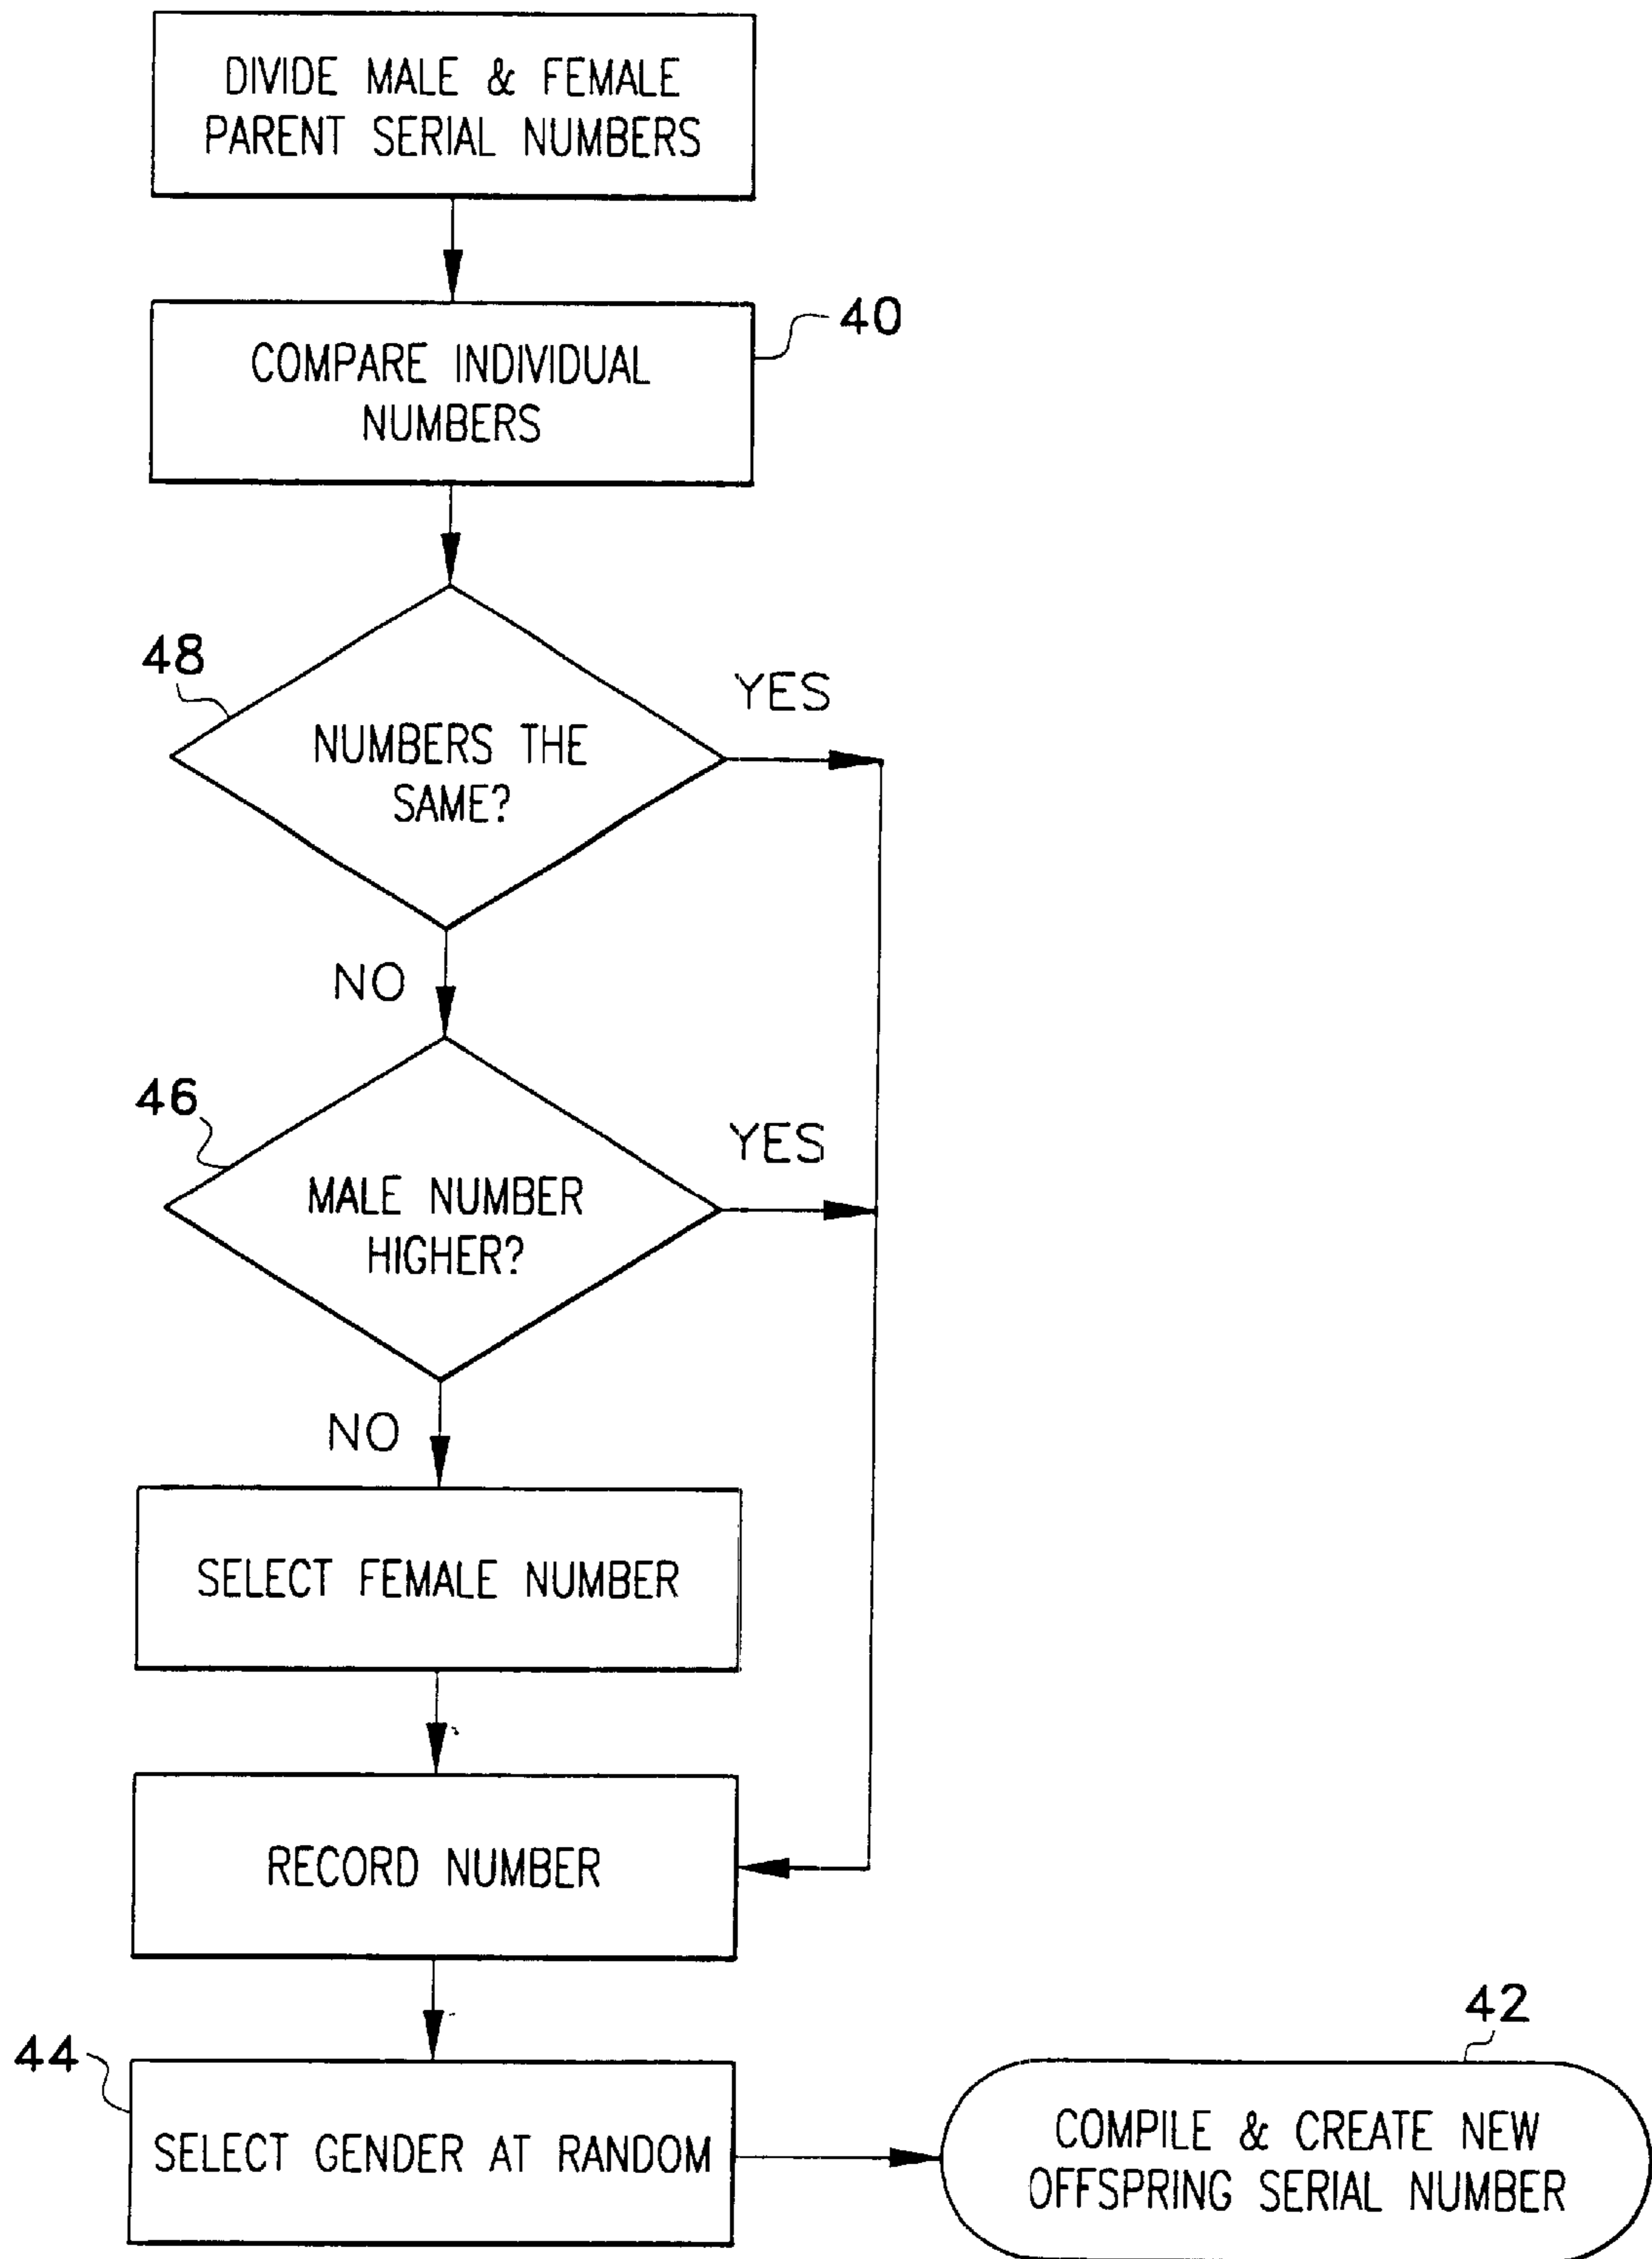 DIVIDE MALE & FEMALE
PARENT SERIAL NUMBERS
40
COMPARE INDIVIDUAL
NUMBERS
48
YES
NUMBERS THE
SAME?
NO
46
YES
MALE NUMBER
HIGHER?
NO
SELECT FEMALE NUMBER
RECORD NUMBER
44
SELECT GENDER AT RANDOM
42
COMPILE & CREATE NEW
OFFSPRING SERIAL NUMBER